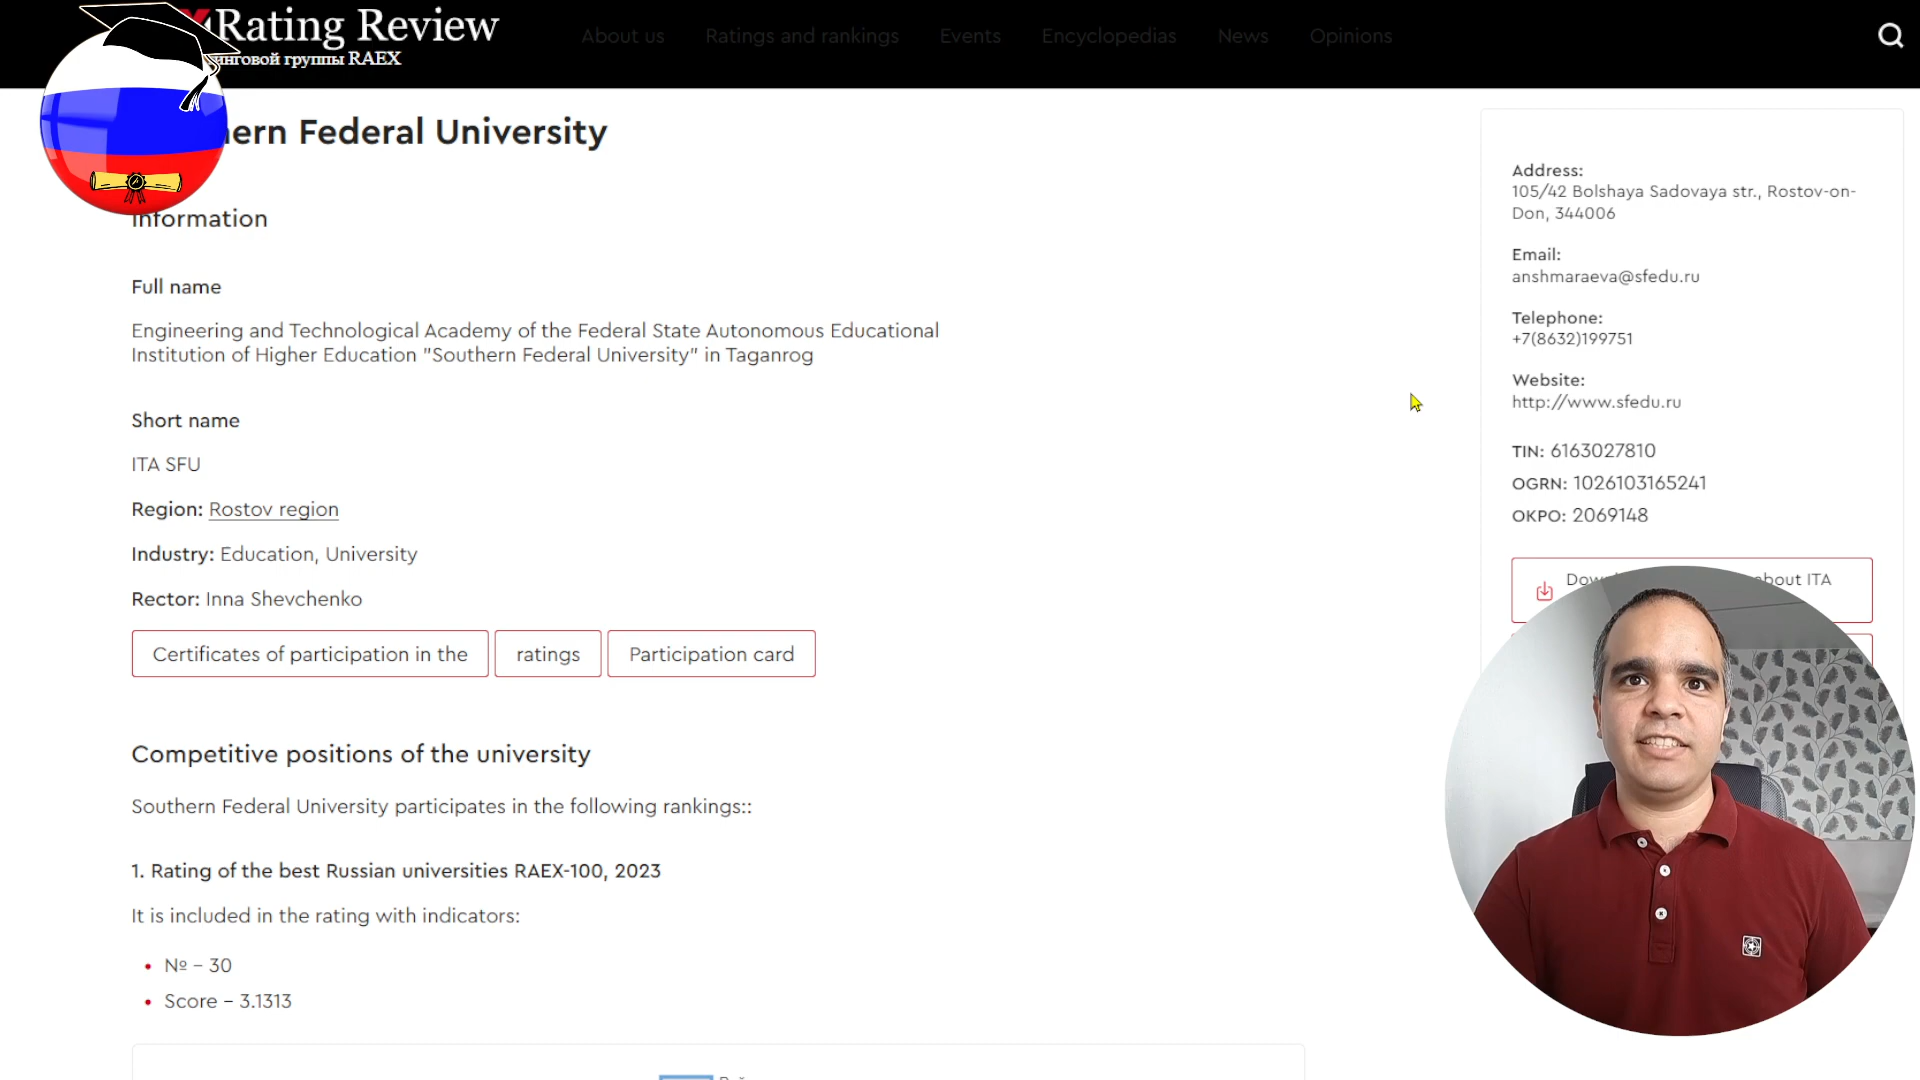 Rating Review
инговой группы RAEX
About us
Ratings and rankings
Events
Encyclopedias
News
Opinions
ern Federal University
Information
Full name
Engineering and Technological Academy of the Federal State Autonomous Educational
Institution of Higher Education "Southern Federal University" in Taganrog
Short name
ITA SFU
Region: Rostov region
Industry: Education, University
Rector: Inna Shevchenko
Certificates of participation in the
ratings
Participation card
Competitive positions of the university
Southern Federal University participates in the following rankings::
1. Rating of the best Russian universities RAEX-100, 2023
It is included in the rating with indicators:
• № – 30
• Score – 3.1313
Address:
105/42 Bolshaya Sadovaya str., Rostov-on-
Don, 344006
Email:
anshmaraeva@sfedu.ru
Telephone:
+7(8632)199751
Website:
http://www.sfedu.ru
TIN: 6163027810
OGRN: 1026103165241
OKPO: 2069148
about ITA